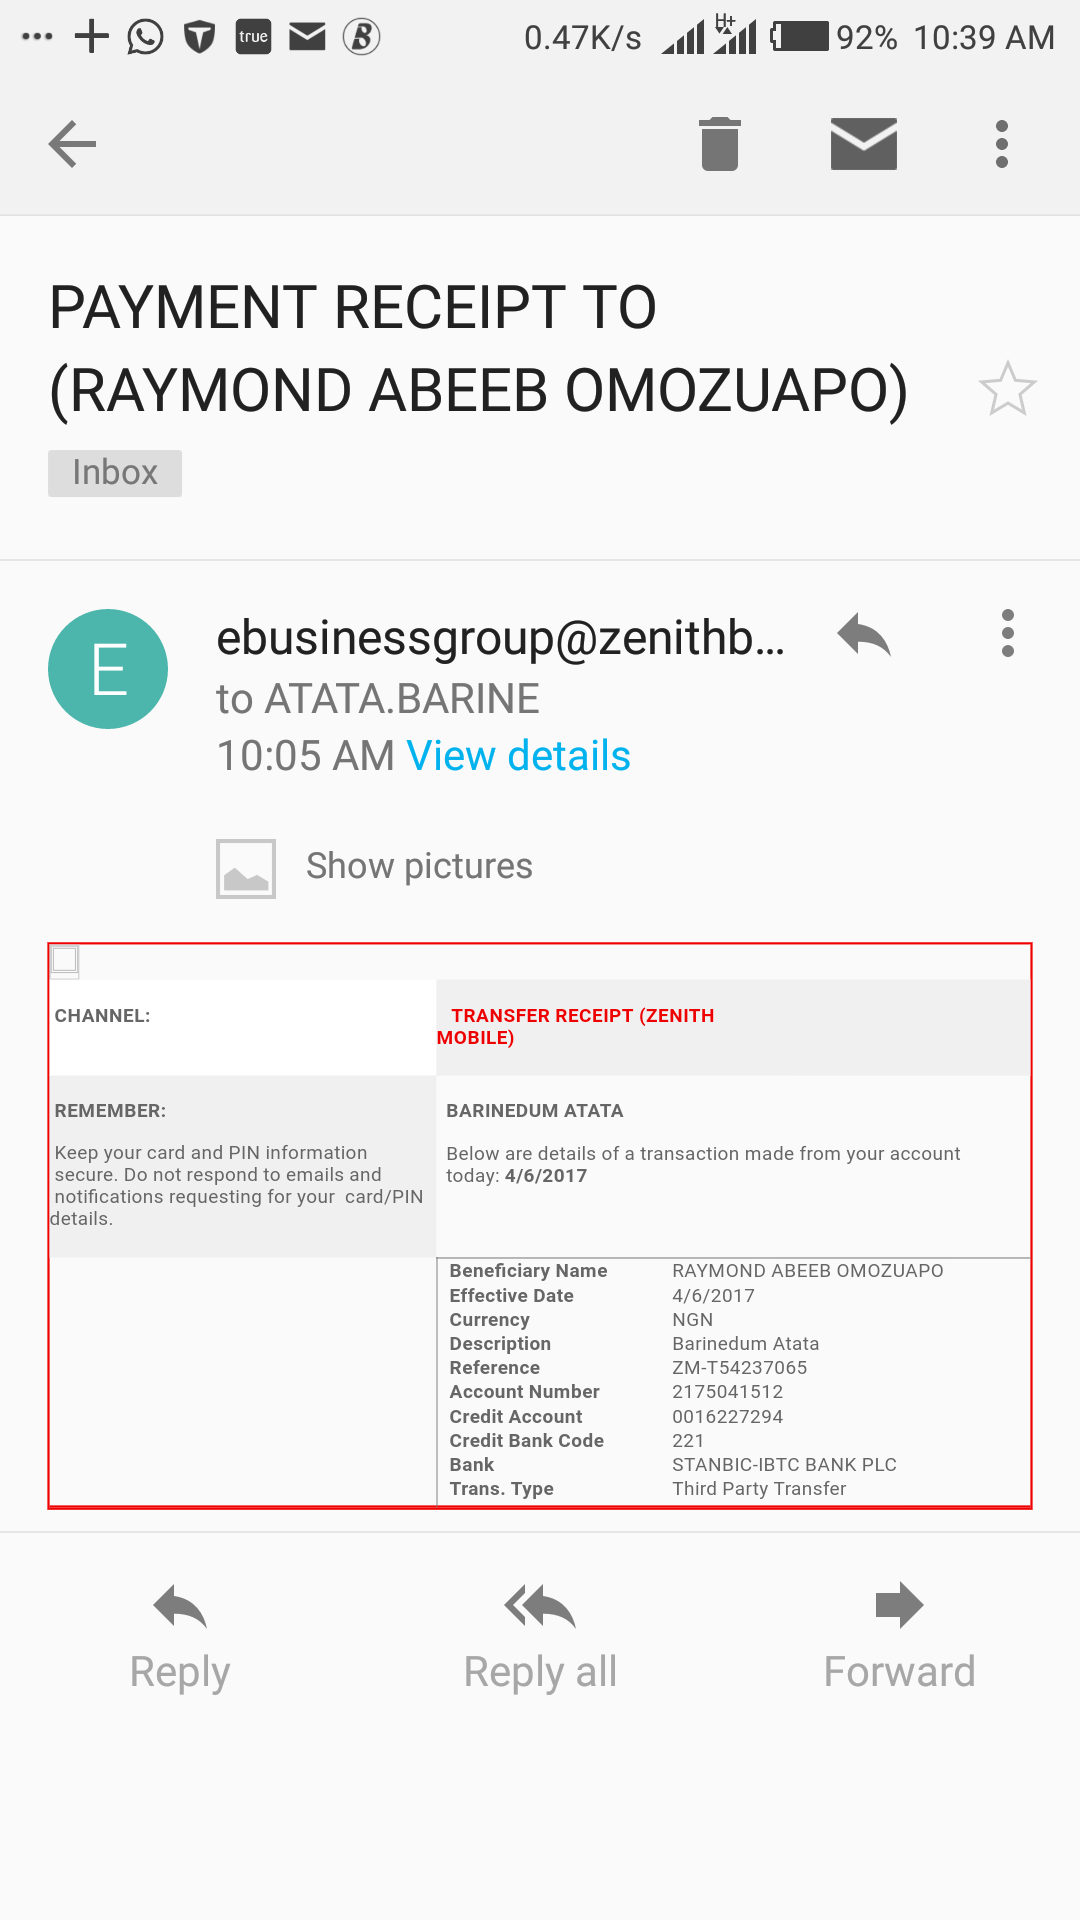 true
B
0.47K/s
H+
92%
10:39 AM
PAYMENT RECEIPT TO
(RAYMOND ABEEB OMOZUAPO)
Inbox
E
ebusinessgroup@zenithb...
to ATATA.BARINE
10:05 AM View details
Show pictures
CHANNEL:
TRANSFER RECEIPT (ZENITH
MOBILE)
REMEMBER:
Keep your card and PIN information
secure. Do not respond to emails and
notifications requesting for your card/PIN
details.
BARINEDUM ATATA
Below are details of a transaction made from your account
today: 4/6/2017
Beneficiary Name RAYMOND ABEEB OMOZUAPO
Effective Date 4/6/2017
Currency NGN
Description Barinedum Atata
Reference ZM-T54237065
Account Number 2175041512
Credit Account 0016227294
Credit Bank Code 221
Bank STANBIC-IBTC BANK PLC
Trans. Type Third Party Transfer
Reply
Reply all
Forward